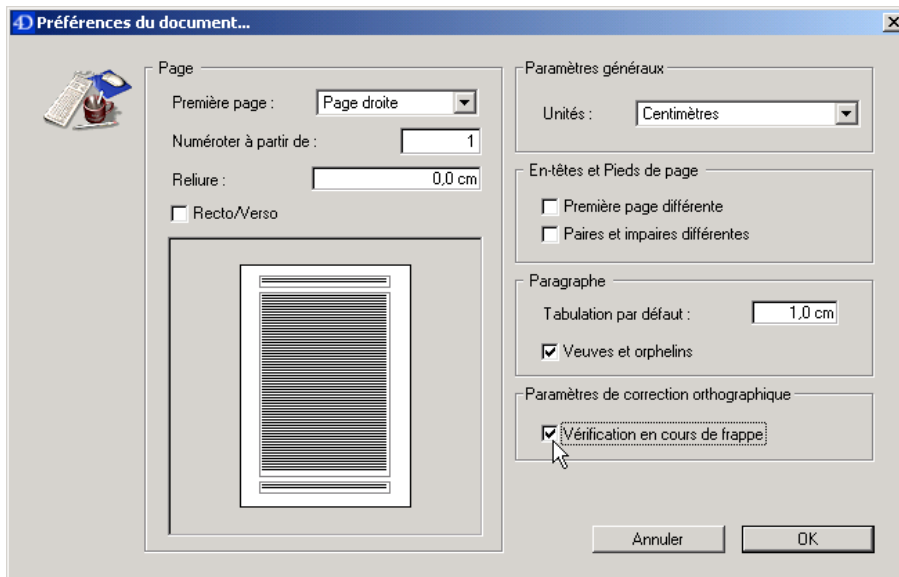 4D Préférences du document...
Page
Première page :
Page droite
Numéroter à partir de :
1
Reliure :
0,0 cm
Recto/Verso
Paramètres généraux
Unités :
Centimètres
En-têtes et Pieds de page
Première page différente
Paires et impaires différentes
Paragraphe
Tabulation par défaut :
1,0 cm
Veuves et orphelins
Paramètres de correction orthographique
Vérification en cours de frappe
Annuler
OK